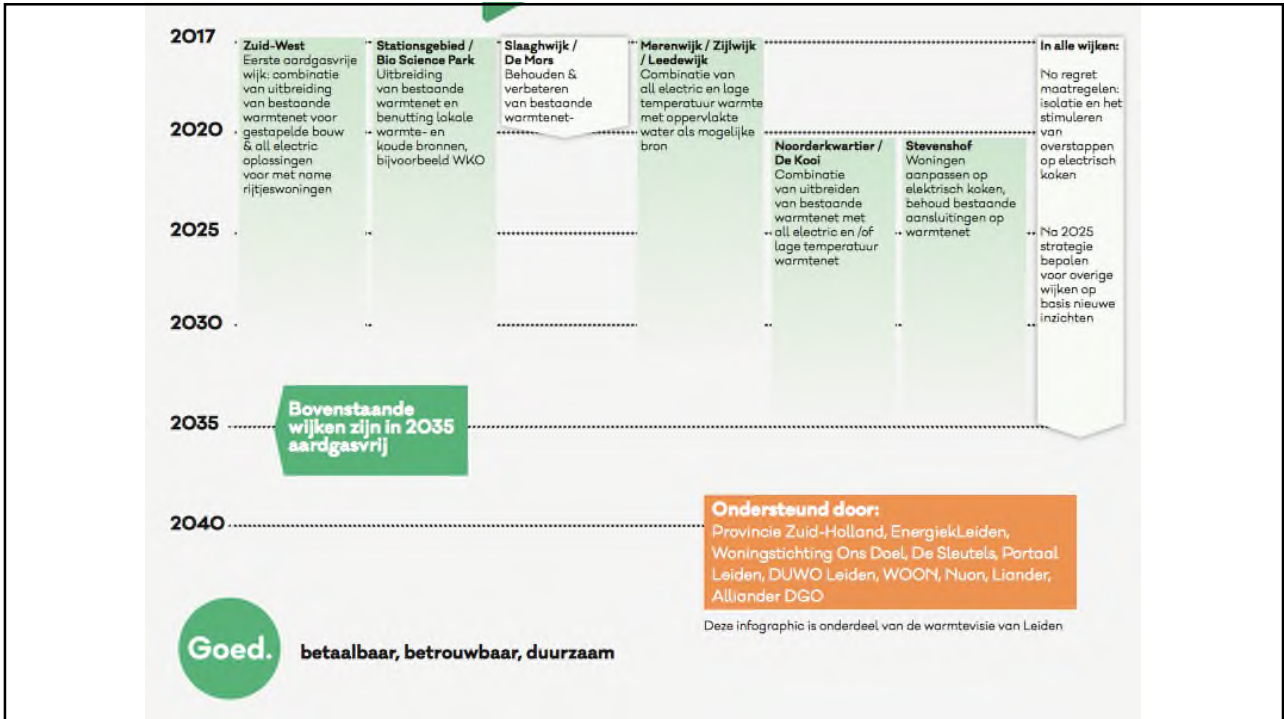 2017
Zuid-West
Eerste aardgasvrije
wijk: combinatie
van uitbreiding
van bestaande
warmtenet voor
gestapelde bouw
& all electric
oplossingen
voor met name
rijtjeswoningen
Stationsgebied /
Bio Science Park
Uitbreiding
van bestaande
warmtenet en
benutting lokale
warmte- en
koude bronnen,
bijvoorbeeld WKO
Slaaghwijk /
De Mors
Behouden &
verbeteren
van bestaande
warmtenet-
Merenwijk / Zijlwijk
/ Leedewijk
Combinatie van
all electric en lage
temperatuur warmte
met oppervlakte
water als mogelijke
bron
Noorderkwartier /
De Kooi
Combinatie
van uitbreiden
van bestaande
warmtenet met
all electric en /of
lage temperatuur
warmtenet
Stevenshof
Woningen
aanpassen op
elektrisch koken,
behoud bestaande
aansluitingen op
warmtenet
In alle wijken:
No regret
maatregelen:
isolatie en het
stimuleren
van
overstappen
op electrisch
koken
Na 2025
strategie
bepalen
voor overige
wijken op
basis nieuwe
inzichten
2020
2025
2030
2035
Bovenstaande
wijken zijn in 2035
aardgasvrij
2040
Ondersteund door:
Provincie Zuid-Holland, EnergiekLeiden,
Woningstichting Ons Doel, De Sleutels, Portaal
Leiden, DUWO Leiden, WOON, Nuon, Liander,
Alliander DGO
Deze infographic is onderdeel van de warmtevisie van Leiden
Goed.
betaalbaar, betrouwbaar, duurzaam